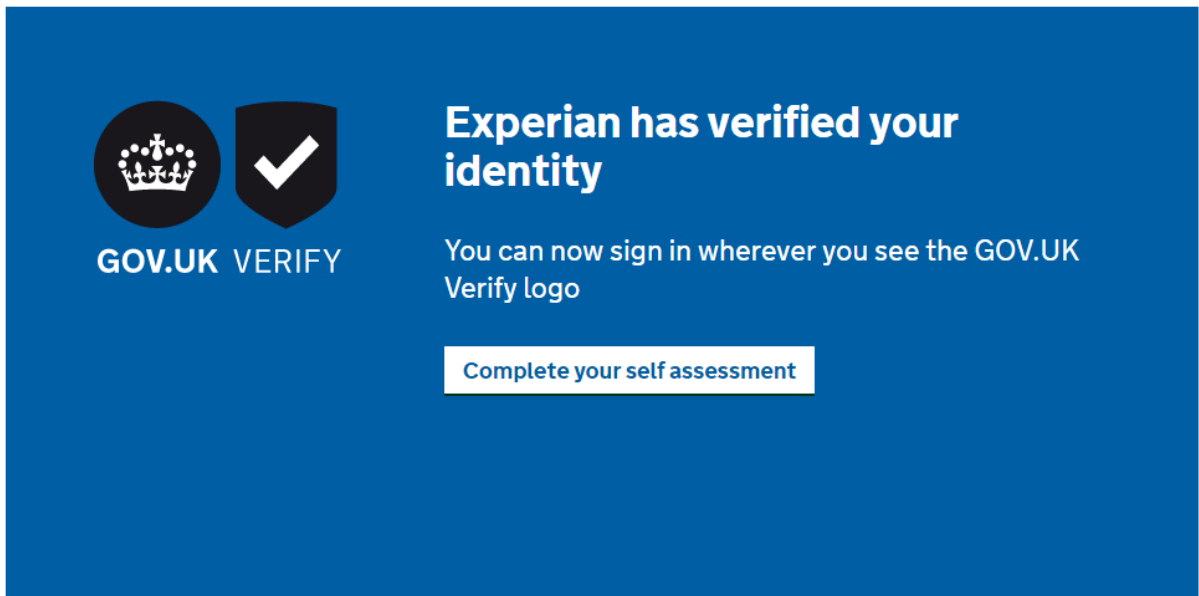 Experian has verified your
identity
GOV.UK VERIFY
You can now sign in wherever you see the GOV.UK
Verify logo
Complete your self assessment